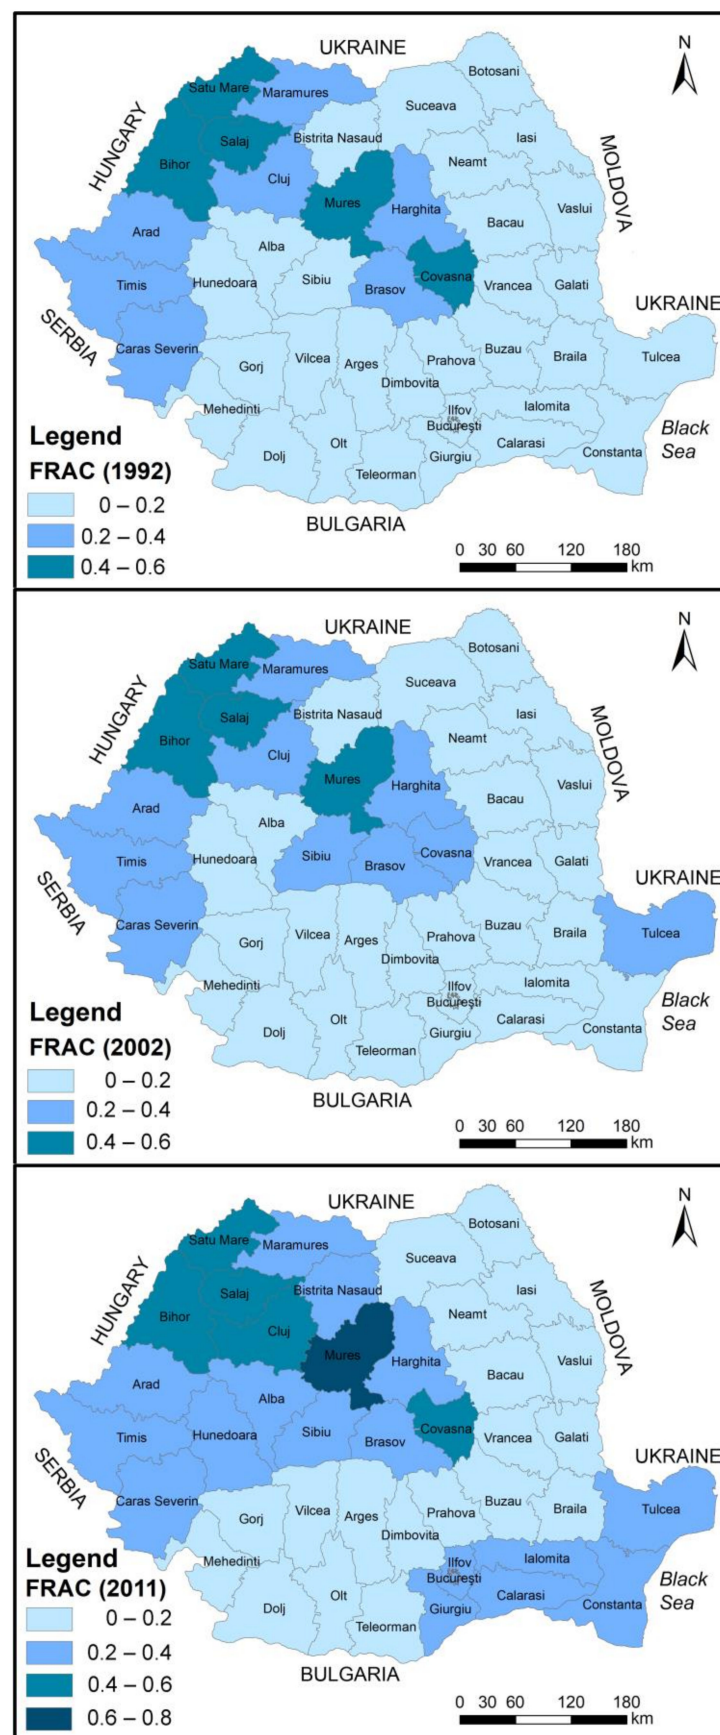 UKRAINE
N
Botosani
Satu Mare
Maramures
Suceava
HUNGARY
Salaj
Bistrita Nasaud
Iasi
MOLDOVA
Bihor
Cluj
Neamt
Mures
Harghita
Vaslui
Arad
Alba
Bacau
Timis
Hunedoara
Sibiu
Brasov
Covasna
Vrancea
Galati
UKRAINE
SERBIA
Caras Severin
Gorj
Vilcea
Arges
Prahova
Buzau
Braila
Tulcea
Dimbovita
Mehedinti
Ilfov
Ialomita
Bucureşti
Black
Sea
Dolj
Olt
Teleorman
Giurgiu
Calarasi
Constanta
Legend
FRAC (1992)
0 – 0.2
0.2 – 0.4
0.4 – 0.6
BULGARIA
0 30 60 120 180
km
UKRAINE
N
Botosani
Satu Mare
Maramures
Suceava
HUNGARY
Salaj
Bistrita Nasaud
Iasi
MOLDOVA
Bihor
Cluj
Neamt
Mures
Harghita
Vaslui
Arad
Alba
Bacau
Timis
Hunedoara
Sibiu
Brasov
Covasna
Vrancea
Galati
UKRAINE
SERBIA
Caras Severin
Gorj
Vilcea
Arges
Prahova
Buzau
Braila
Tulcea
Dimbovita
Mehedinti
Ilfov
Ialomita
Bucureşti
Black
Sea
Dolj
Olt
Teleorman
Giurgiu
Calarasi
Constanta
Legend
FRAC (2002)
0 – 0.2
0.2 – 0.4
0.4 – 0.6
BULGARIA
0 30 60 120 180
km
UKRAINE
N
Botosani
Satu Mare
Maramures
Suceava
HUNGARY
Salaj
Bistrita Nasaud
Iasi
MOLDOVA
Bihor
Cluj
Neamt
Mures
Harghita
Vaslui
Arad
Alba
Bacau
Timis
Hunedoara
Sibiu
Brasov
Covasna
Vrancea
Galati
UKRAINE
SERBIA
Caras Severin
Gorj
Vilcea
Arges
Prahova
Buzau
Braila
Tulcea
Dimbovita
Mehedinti
Ilfov
Ialomita
Bucureşti
Black
Sea
Dolj
Olt
Teleorman
Giurgiu
Calarasi
Constanta
Legend
FRAC (2011)
0 – 0.2
0.2 – 0.4
0.4 – 0.6
0.6 – 0.8
BULGARIA
0 30 60 120 180
km